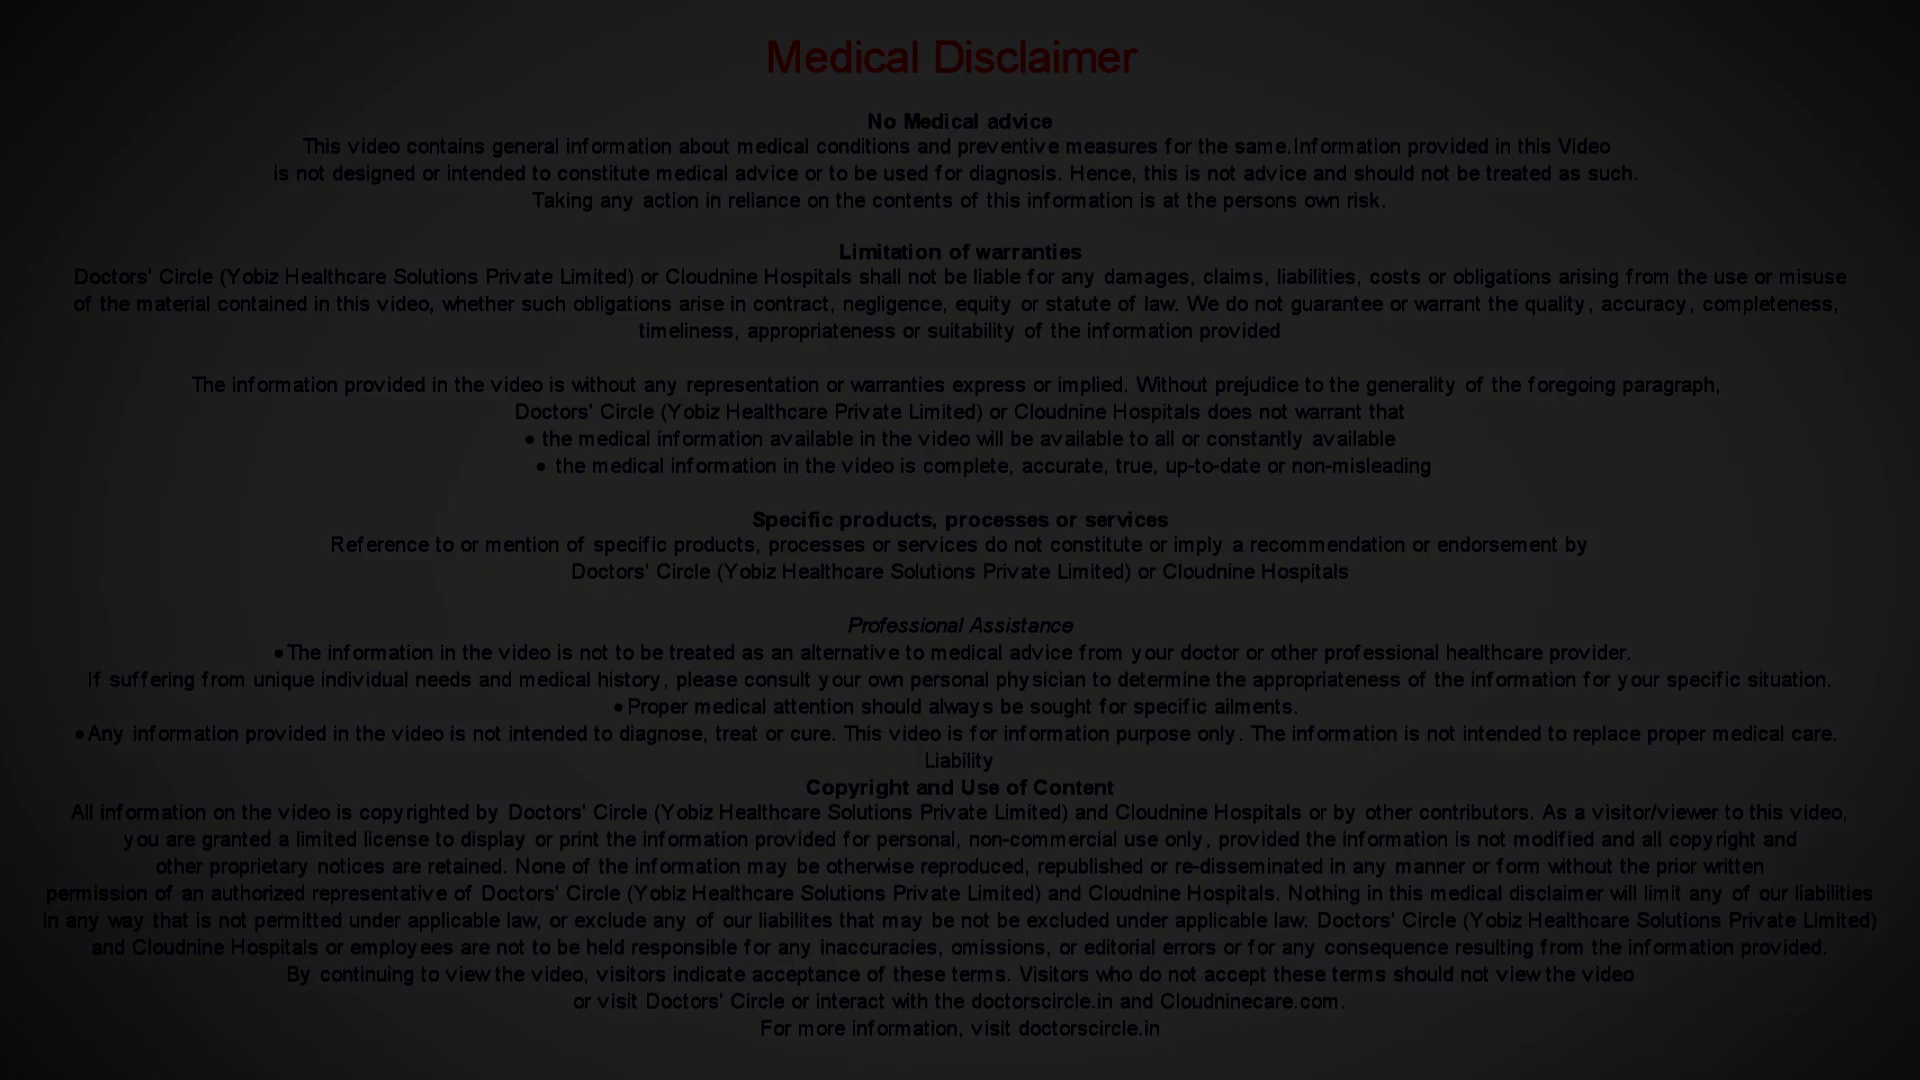 Medical Disclaimer
No Medical advice
This video contains general information about medical conditions and preventive measures for the same.Information provided in this Video
is not designed or intended to constitute medical advice or to be used for diagnosis. Hence, this is not advice and should not be treated as such.
Taking any action in reliance on the contents of this information is at the persons own risk.
Limitation of warranties
Doctors' Circle (Yobiz Healthcare Solutions Private Limited) or Cloudnine Hospitals shall not be liable for any damages, claims, liabilities, costs or obligations arising from the use or misuse
of the material contained in this video, whether such obligations arise in contract, negligence, equity or statute of law. We do not guarantee or warrant the quality, accuracy, completeness,
timeliness, appropriateness or suitability of the information provided
The information provided in the video is without any representation or warranties express or implied. Without prejudice to the generality of the foregoing paragraph,
Doctors' Circle (Yobiz Healthcare Private Limited) or Cloudnine Hospitals does not warrant that
● the medical information available in the video will be available to all or constantly available
● the medical information in the video is complete, accurate, true, up-to-date or non-misleading
Specific products, processes or services
Reference to or mention of specific products, processes or services do not constitute or imply a recommendation or endorsement by
Doctors' Circle (Yobiz Healthcare Solutions Private Limited) or Cloudnine Hospitals
Professional Assistance
●The information in the video is not to be treated as an alternative to medical advice from your doctor or other professional healthcare provider.
If suffering from unique individual needs and medical history, please consult your own personal physician to determine the appropriateness of the information for your specific situation.
●Proper medical attention should always be sought for specific ailments.
●Any information provided in the video is not intended to diagnose, treat or cure. This video is for information purpose only. The information is not intended to replace proper medical care.
Liability
Copyright and Use of Content
All information on the video is copyrighted by Doctors' Circle (Yobiz Healthcare Solutions Private Limited) and Cloudnine Hospitals or by other contributors. As a visitor/viewer to this video,
you are granted a limited license to display or print the information provided for personal, non-commercial use only, provided the information is not modified and all copyright and
other proprietary notices are retained. None of the information may be otherwise reproduced, republished or re-disseminated in any manner or form without the prior written
permission of an authorized representative of Doctors' Circle (Yobiz Healthcare Solutions Private Limited) and Cloudnine Hospitals. Nothing in this medical disclaimer will limit any of our liabilities
in any way that is not permitted under applicable law, or exclude any of our liabilites that may be not be excluded under applicable law. Doctors' Circle (Yobiz Healthcare Solutions Private Limited)
and Cloudnine Hospitals or employees are not to be held responsible for any inaccuracies, omissions, or editorial errors or for any consequence resulting from the information provided.
By continuing to view the video, visitors indicate acceptance of these terms. Visitors who do not accept these terms should not view the video
or visit Doctors' Circle or interact with the doctorscircle.in and Cloudninecare.com.
For more information, visit doctorscircle.in